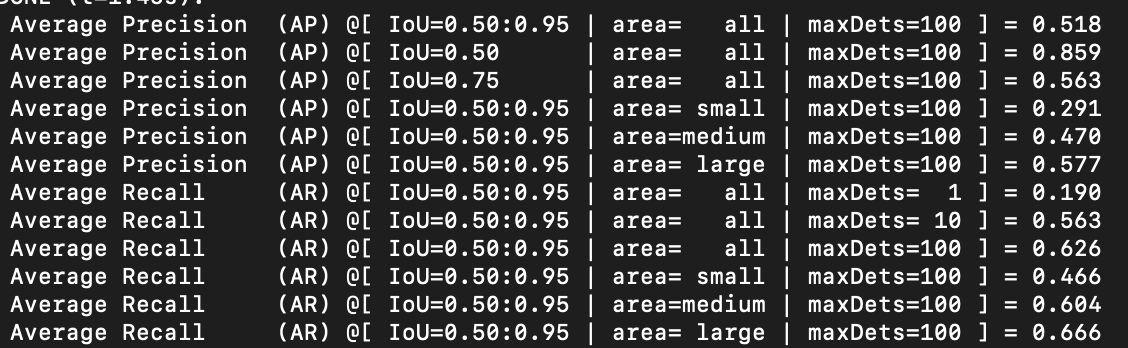 DONE (t=1.48s).
Average Precision  (AP) @[ IoU=0.50:0.95 | area=   all | maxDets=100 ] = 0.518
Average Precision  (AP) @[ IoU=0.50      | area=   all | maxDets=100 ] = 0.859
Average Precision  (AP) @[ IoU=0.75      | area=   all | maxDets=100 ] = 0.563
Average Precision  (AP) @[ IoU=0.50:0.95 | area= small | maxDets=100 ] = 0.291
Average Precision  (AP) @[ IoU=0.50:0.95 | area=medium | maxDets=100 ] = 0.470
Average Precision  (AP) @[ IoU=0.50:0.95 | area= large | maxDets=100 ] = 0.577
Average Recall     (AR) @[ IoU=0.50:0.95 | area=   all | maxDets=  1 ] = 0.190
Average Recall     (AR) @[ IoU=0.50:0.95 | area=   all | maxDets= 10 ] = 0.563
Average Recall     (AR) @[ IoU=0.50:0.95 | area=   all | maxDets=100 ] = 0.626
Average Recall     (AR) @[ IoU=0.50:0.95 | area= small | maxDets=100 ] = 0.466
Average Recall     (AR) @[ IoU=0.50:0.95 | area=medium | maxDets=100 ] = 0.604
Average Recall     (AR) @[ IoU=0.50:0.95 | area= large | maxDets=100 ] = 0.666